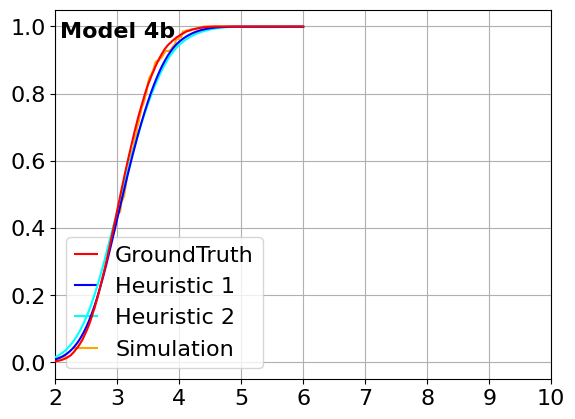 Model 4b
1.0
0.8
0.6
0.4
0.2
0.0
GroundTruth
Heuristic 1
Heuristic 2
Simulation
2 3 4 5 6 7 8 9 10